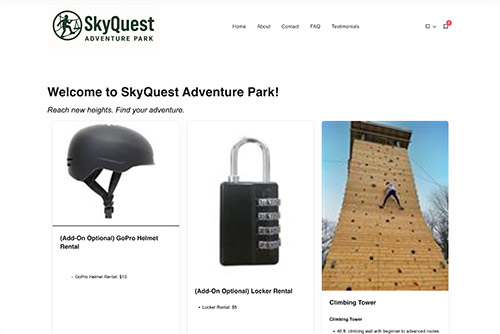 SkyQuest
ADVENTURE PARK
Home About Contact FAQ Testimonials
Welcome to SkyQuest Adventure Park!
Reach new heights. Find your adventure.
(Add-On Optional) GoPro Helmet
Rental
GoPro Helmet Rental: $10
(Add-On Optional) Locker Rental
Locker Rental: $5
Climbing Tower
Climbing Tower
40 ft. climbing wall with beginner to advanced routes